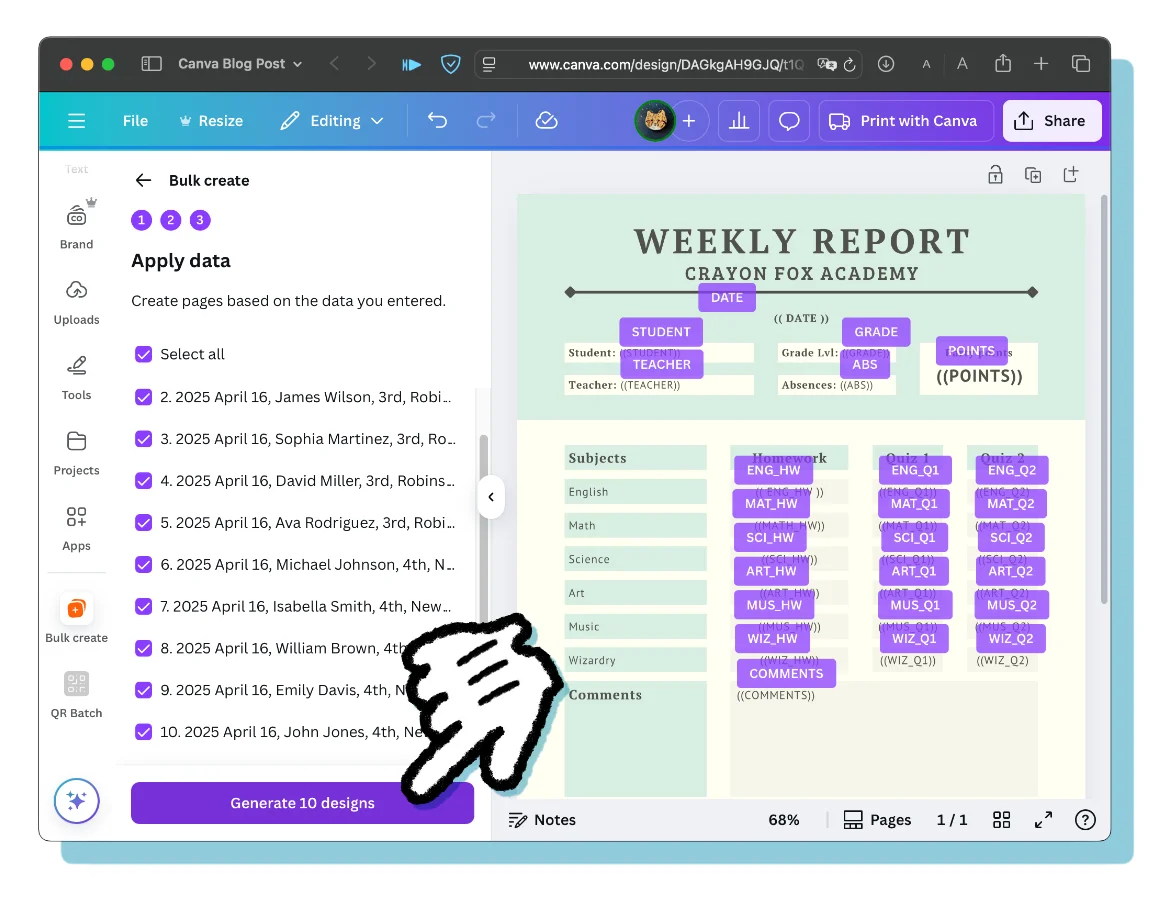 Canva Blog Post
www.canva.com/design/DAGkgAH9GJQ/t1Q
A A
File Resize Editing
Print with Canva Share
Text
Brand
Uploads
Tools
Projects
Apps
Bulk create
QR Batch
Bulk create
1 2 3
Apply data
Create pages based on the data you entered.
Select all
2. 2025 April 16, James Wilson, 3rd, Robi...
3. 2025 April 16, Sophia Martinez, 3rd, Ro...
4. 2025 April 16, David Miller, 3rd, Robins...
5. 2025 April 16, Ava Rodriguez, 3rd, Robi...
6. 2025 April 16, Michael Johnson, 4th, N...
7. 2025 April 16, Isabella Smith, 4th, New...
8. 2025 April 16, William Brown, 4th
9. 2025 April 16, Emily Davis, 4th, N
10. 2025 April 16, John Jones, 4th, Ne
Generate 10 designs
WEEKLY REPORT
CRAYON FOX ACADEMY
DATE
(( DATE ))
STUDENT GRADE
Student: ((STUDENT)) Grade Lvl: ((GRADE)) POINTS
TEACHER ABS
((POINTS))
Teacher: ((TEACHER)) Absences: ((ABS))
Subjects Homework Quiz 1 Quiz 2
ENG_HW ENG_Q1 ENG_Q2
English (( ENG_HW )) ((ENG_Q1)) ((ENG_Q2))
MAT_HW MAT_Q1 MAT_Q2
Math ((MATH_HW)) ((MAT_Q1)) ((MAT_Q2))
SCI_HW SCI_Q1 SCI_Q2
Science ((SCI_HW)) ((SCI_Q1)) ((SCI_Q2))
ART_HW ART_Q1 ART_Q2
Art ((ART_HW)) ((ART_Q1)) ((ART_Q2))
MUS_HW MUS_Q1 MUS_Q2
Music ((MUS_HW)) ((MUS_Q1)) ((MUS_Q2))
WIZ_HW WIZ_Q1 WIZ_Q2
Wizardry ((WIZ_HW)) ((WIZ_Q1)) ((WIZ_Q2))
COMMENTS
Comments ((COMMENTS))
Notes 68% Pages 1 / 1 ?